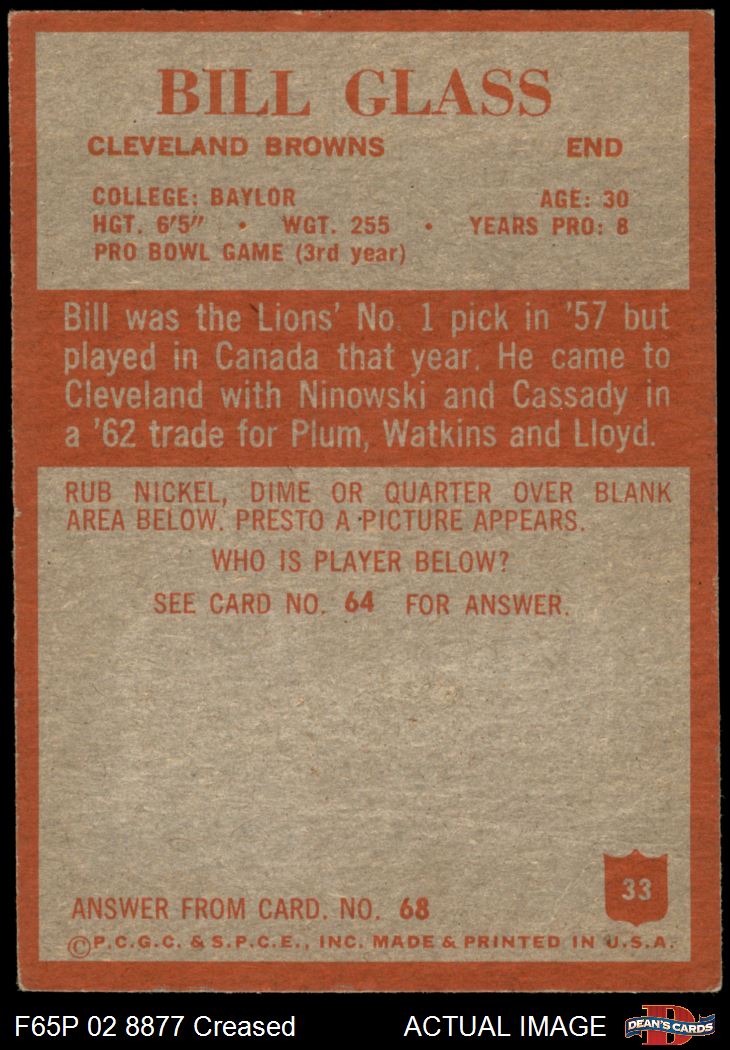 BILL GLASS
CLEVELAND BROWNS END
COLLEGE: BAYLOR AGE: 30
HGT. 6'5" • WGT. 255 • YEARS PRO: 8
PRO BOWL GAME (3rd year)
Bill was the Lions' No. 1 pick in '57 but
played in Canada that year. He came to
Cleveland with Ninowski and Cassady in
a '62 trade for Plum, Watkins and Lloyd.
RUB NICKEL, DIME OR QUARTER OVER BLANK
AREA BELOW. PRESTO A PICTURE APPEARS.
WHO IS PLAYER BELOW?
SEE CARD NO. 64 FOR ANSWER.
33
ANSWER FROM CARD. NO. 68
©P.C.G.C. & S.P.C.E., INC. MADE & PRINTED IN U.S.A.
F65P 02 8877 Creased ACTUAL IMAGE
DEAN'S CARDS